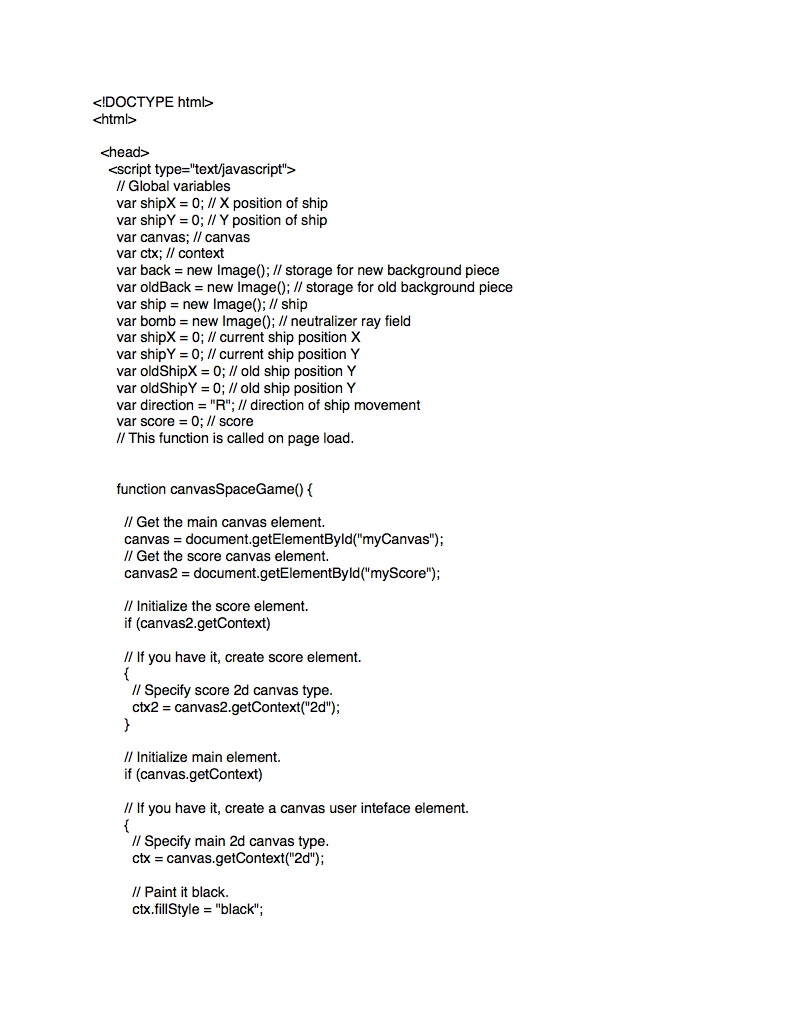 <!DOCTYPE html>
<html>
<head>
<script type="text/javascript">
// Global variables
var shipX = 0; // X position of ship
var shipY = 0; // Y position of ship
var canvas; // canvas
var ctx; // context
var back = new Image(); // storage for new background piece
var oldBack = new Image(); // storage for old background piece
var ship = new Image(); // ship
var bomb = new Image(); // neutralizer ray field
var shipX = 0; // current ship position X
var shipY = 0; // current ship position Y
var oldShipX = 0; // old ship position Y
var oldShipY = 0; // old ship position Y
var direction = "R"; // direction of ship movement
var score = 0; // score
// This function is called on page load.
function canvasSpaceGame() {
// Get the main canvas element.
canvas = document.getElementById("myCanvas");
// Get the score canvas element.
canvas2 = document.getElementById("myScore");
// Initialize the score element.
if (canvas2.getContext)
// If you have it, create score element.
{
// Specify score 2d canvas type.
ctx2 = canvas2.getContext("2d");
}
// Initialize main element.
if (canvas.getContext)
// If you have it, create a canvas user inteface element.
{
// Specify main 2d canvas type.
ctx = canvas.getContext("2d");
// Paint it black.
ctx.fillStyle = "black";